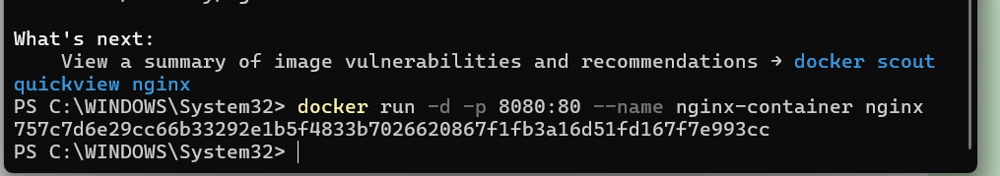 What's next:
    View a summary of image vulnerabilities and recommendations → docker scout
quickview nginx
PS C:\WINDOWS\System32> docker run -d -p 8080:80 --name nginx-container nginx
757c7d6e29cc66b33292e1b5f4833b7026620867f1fb3a16d51fd167f7e993cc
PS C:\WINDOWS\System32>